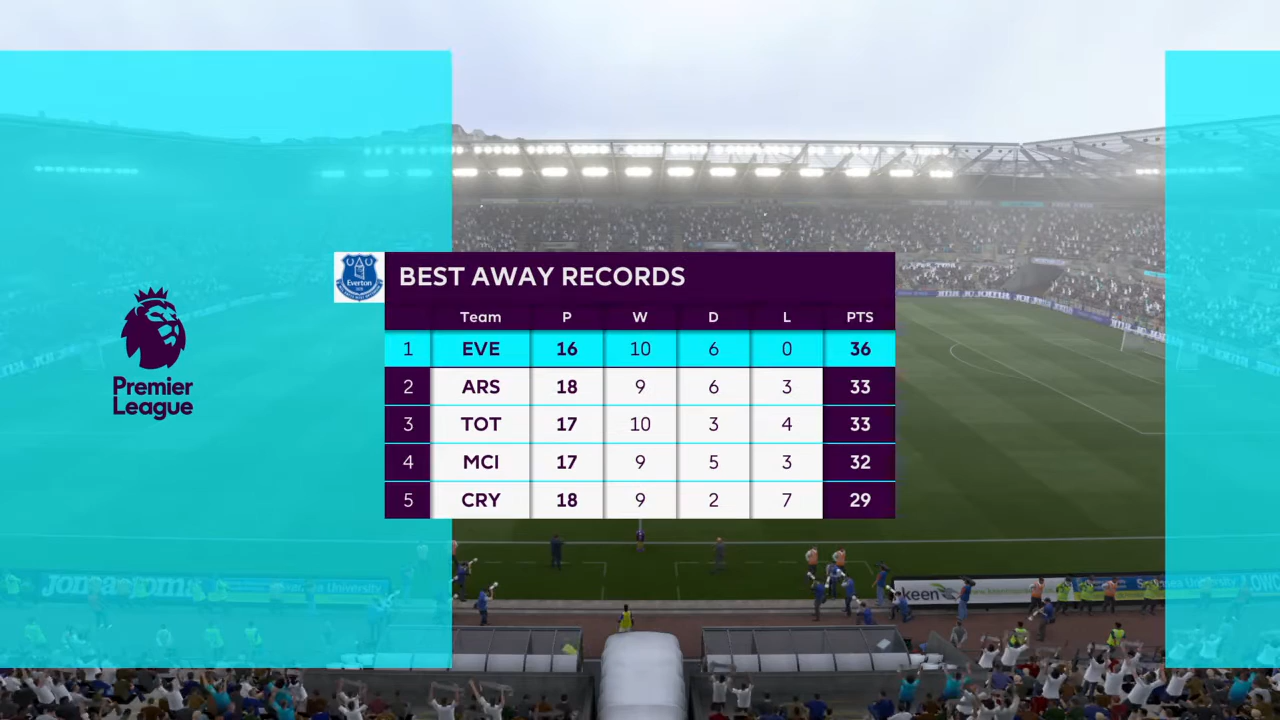 Everton
BEST AWAY RECORDS
Team P W D L PTS
1 EVE 16 10 6 0 36
2 ARS 18 9 6 3 33
3 TOT 17 10 3 4 33
4 MCI 17 9 5 3 32
5 CRY 18 9 2 7 29
Premier
League
keen